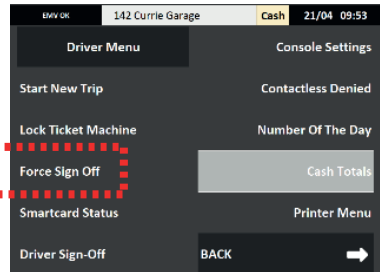 EMV OK 142 Currie Garage Cash 21/04 09:53
Driver Menu Console Settings
Start New Trip Contactless Denied
Lock Ticket Machine Number Of The Day
Force Sign Off Cash Totals
Smartcard Status Printer Menu
Driver Sign-Off BACK